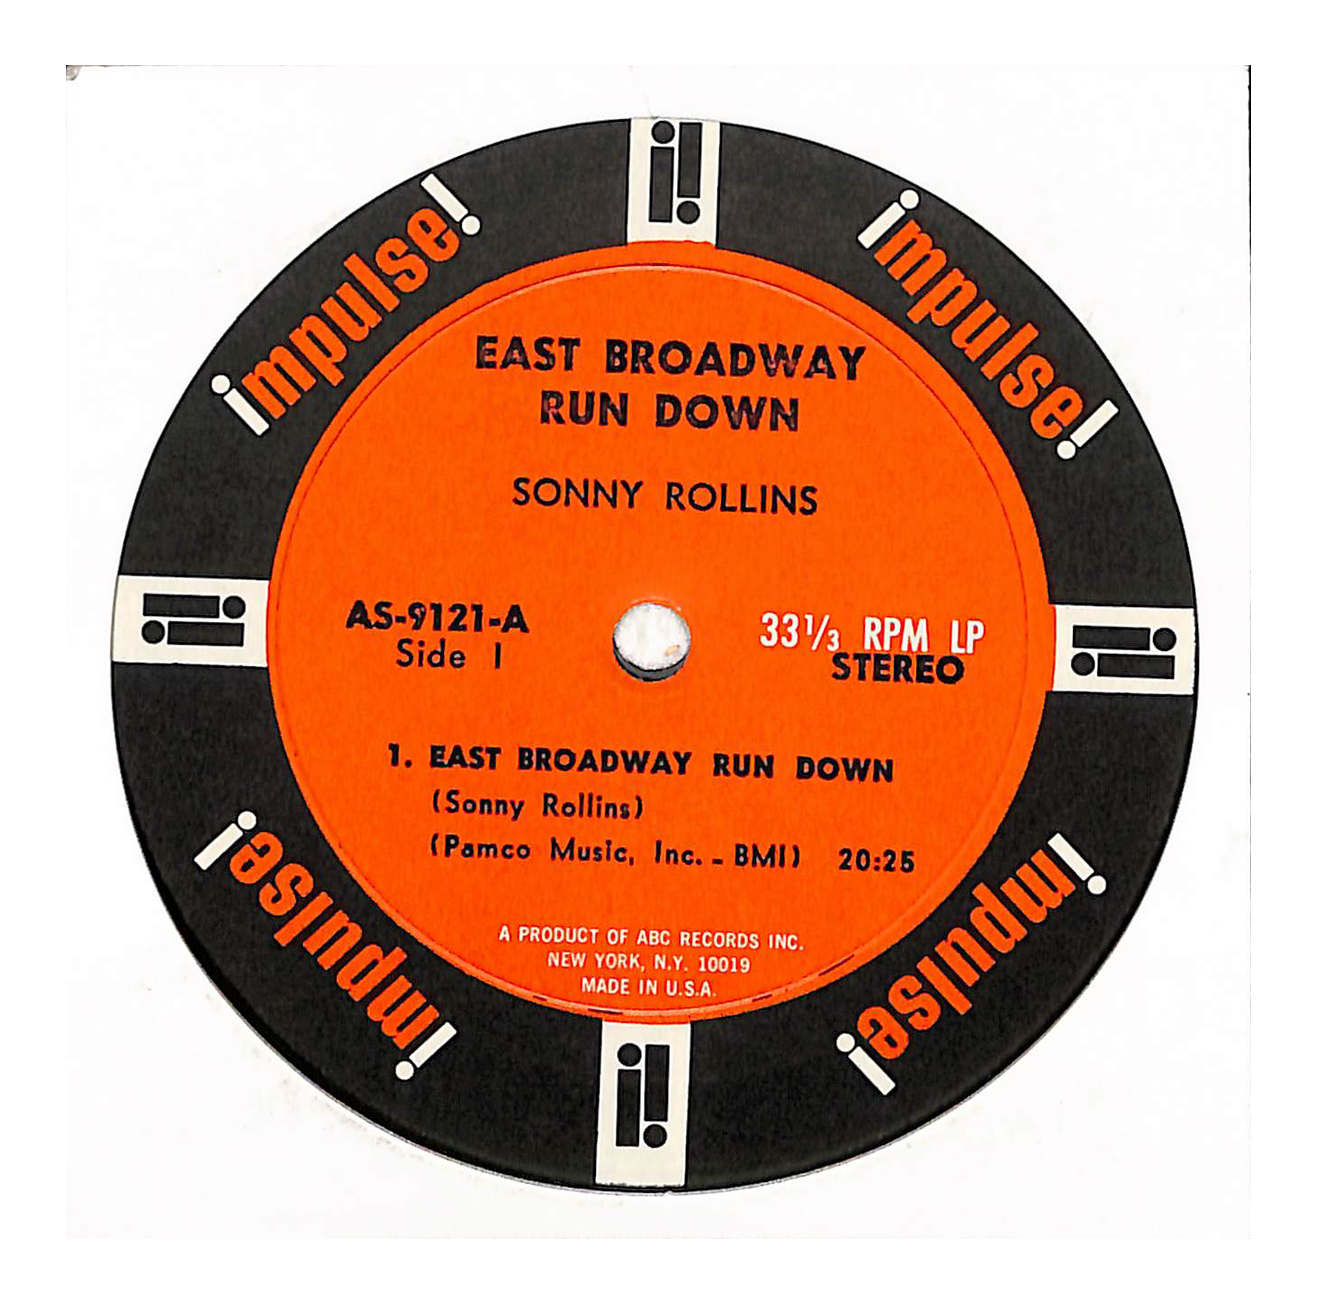 impulse!
impulse!
EAST BROADWAY
RUN DOWN
SONNY ROLLINS
AS-9121-A
Side 1
33⅓ RPM LP
STEREO
1. EAST BROADWAY RUN DOWN
(Sonny Rollins)
(Pamco Music, Inc. - BMI) 20:25
A PRODUCT OF ABC RECORDS INC.
NEW YORK, N.Y. 10019
MADE IN U.S.A.
impulse!
impulse!